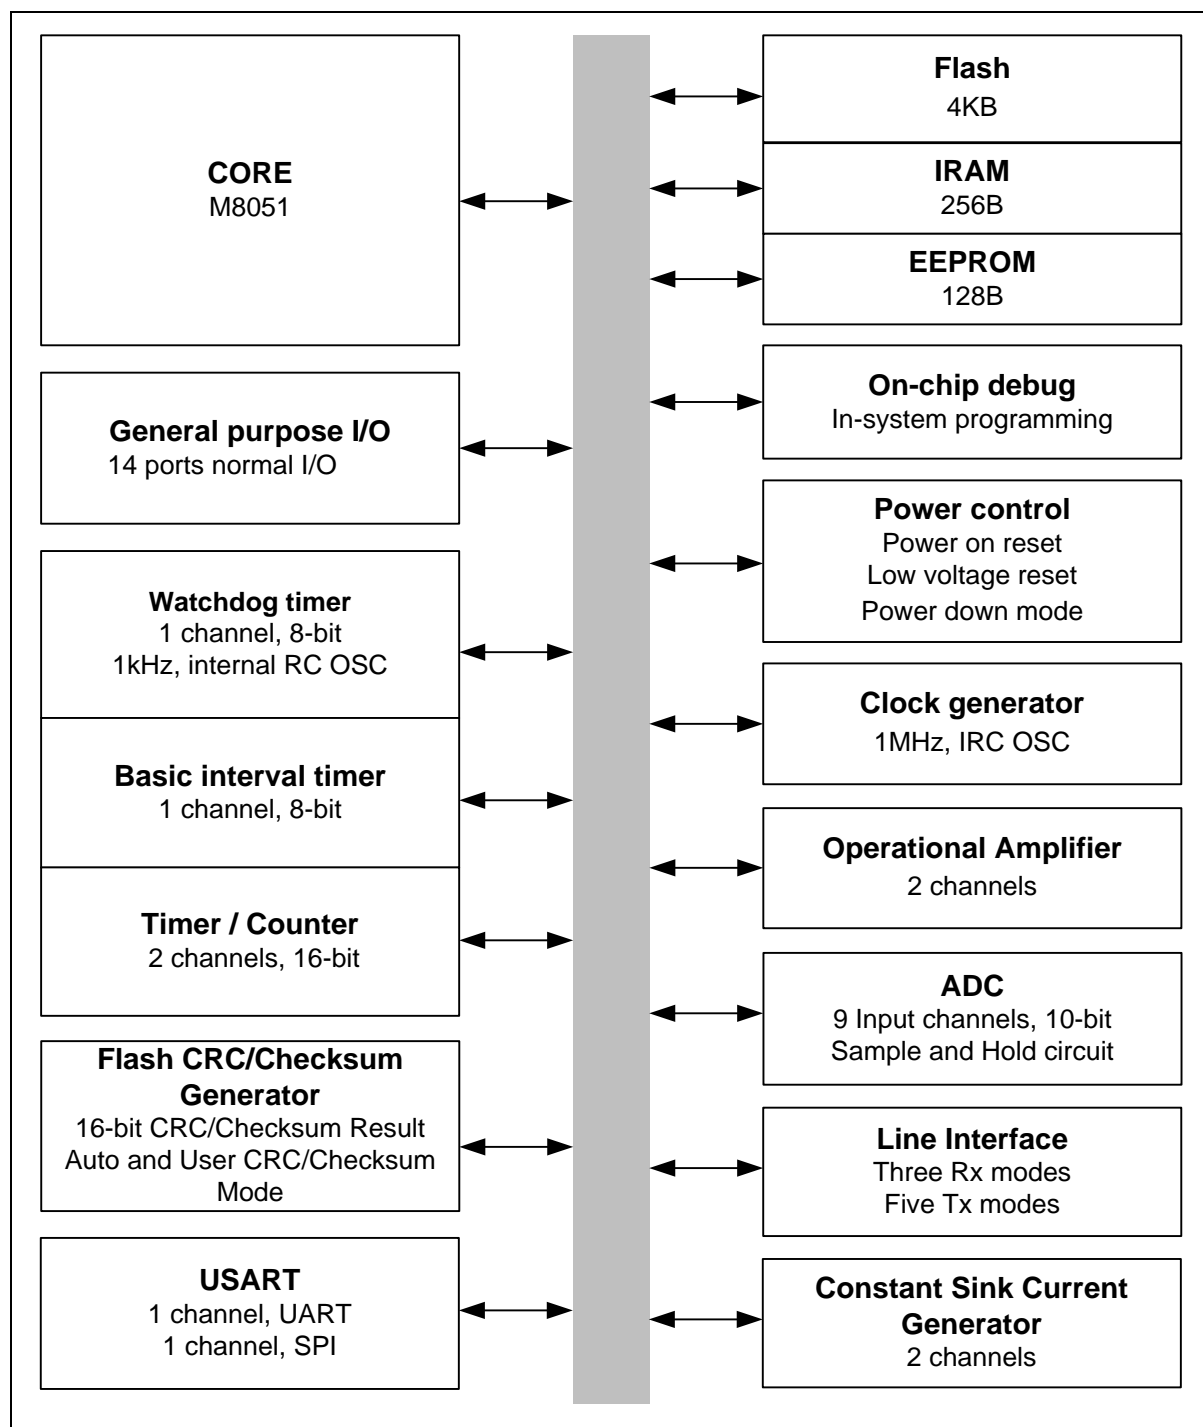 CORE
M8051
General purpose I/O
14 ports normal I/O
Watchdog timer
1 channel, 8-bit
1kHz, internal RC OSC
Basic interval timer
1 channel, 8-bit
Timer / Counter
2 channels, 16-bit
Flash CRC/Checksum
Generator
16-bit CRC/Checksum Result
Auto and User CRC/Checksum
Mode
USART
1 channel, UART
1 channel, SPI
Flash
4KB
IRAM
256B
EEPROM
128B
On-chip debug
In-system programming
Power control
Power on reset
Low voltage reset
Power down mode
Clock generator
1MHz, IRC OSC
Operational Amplifier
2 channels
ADC
9 Input channels, 10-bit
Sample and Hold circuit
Line Interface
Three Rx modes
Five Tx modes
Constant Sink Current
Generator
2 channels